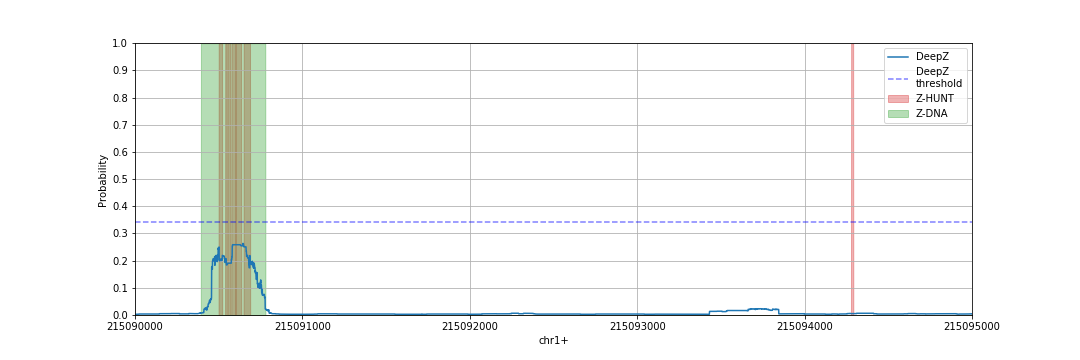 1.0
0.9
0.8
0.7
0.6
0.5
0.4
0.3
0.2
0.1
0.0
Probability
215090000
215091000
215092000
215093000
215094000
215095000
chr1+
DeepZ
DeepZ
threshold
Z-HUNT
Z-DNA